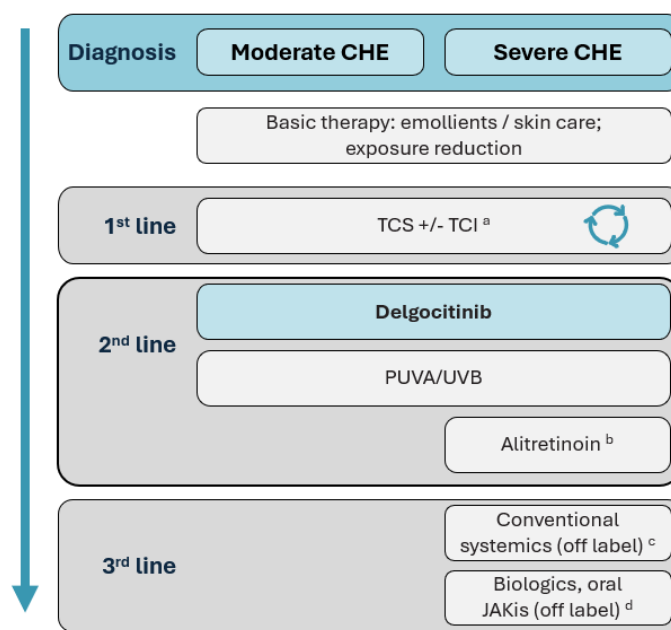 Diagnosis
Moderate CHE
Severe CHE
Basic therapy: emollients / skin care;
exposure reduction
1st line
TCS +/- TCI a
2nd line
Delgocitinib
PUVA/UVB
Alitretinoin b
3rd line
Conventional
systemics (off label) c
Biologics, oral
JAKis (off label) d